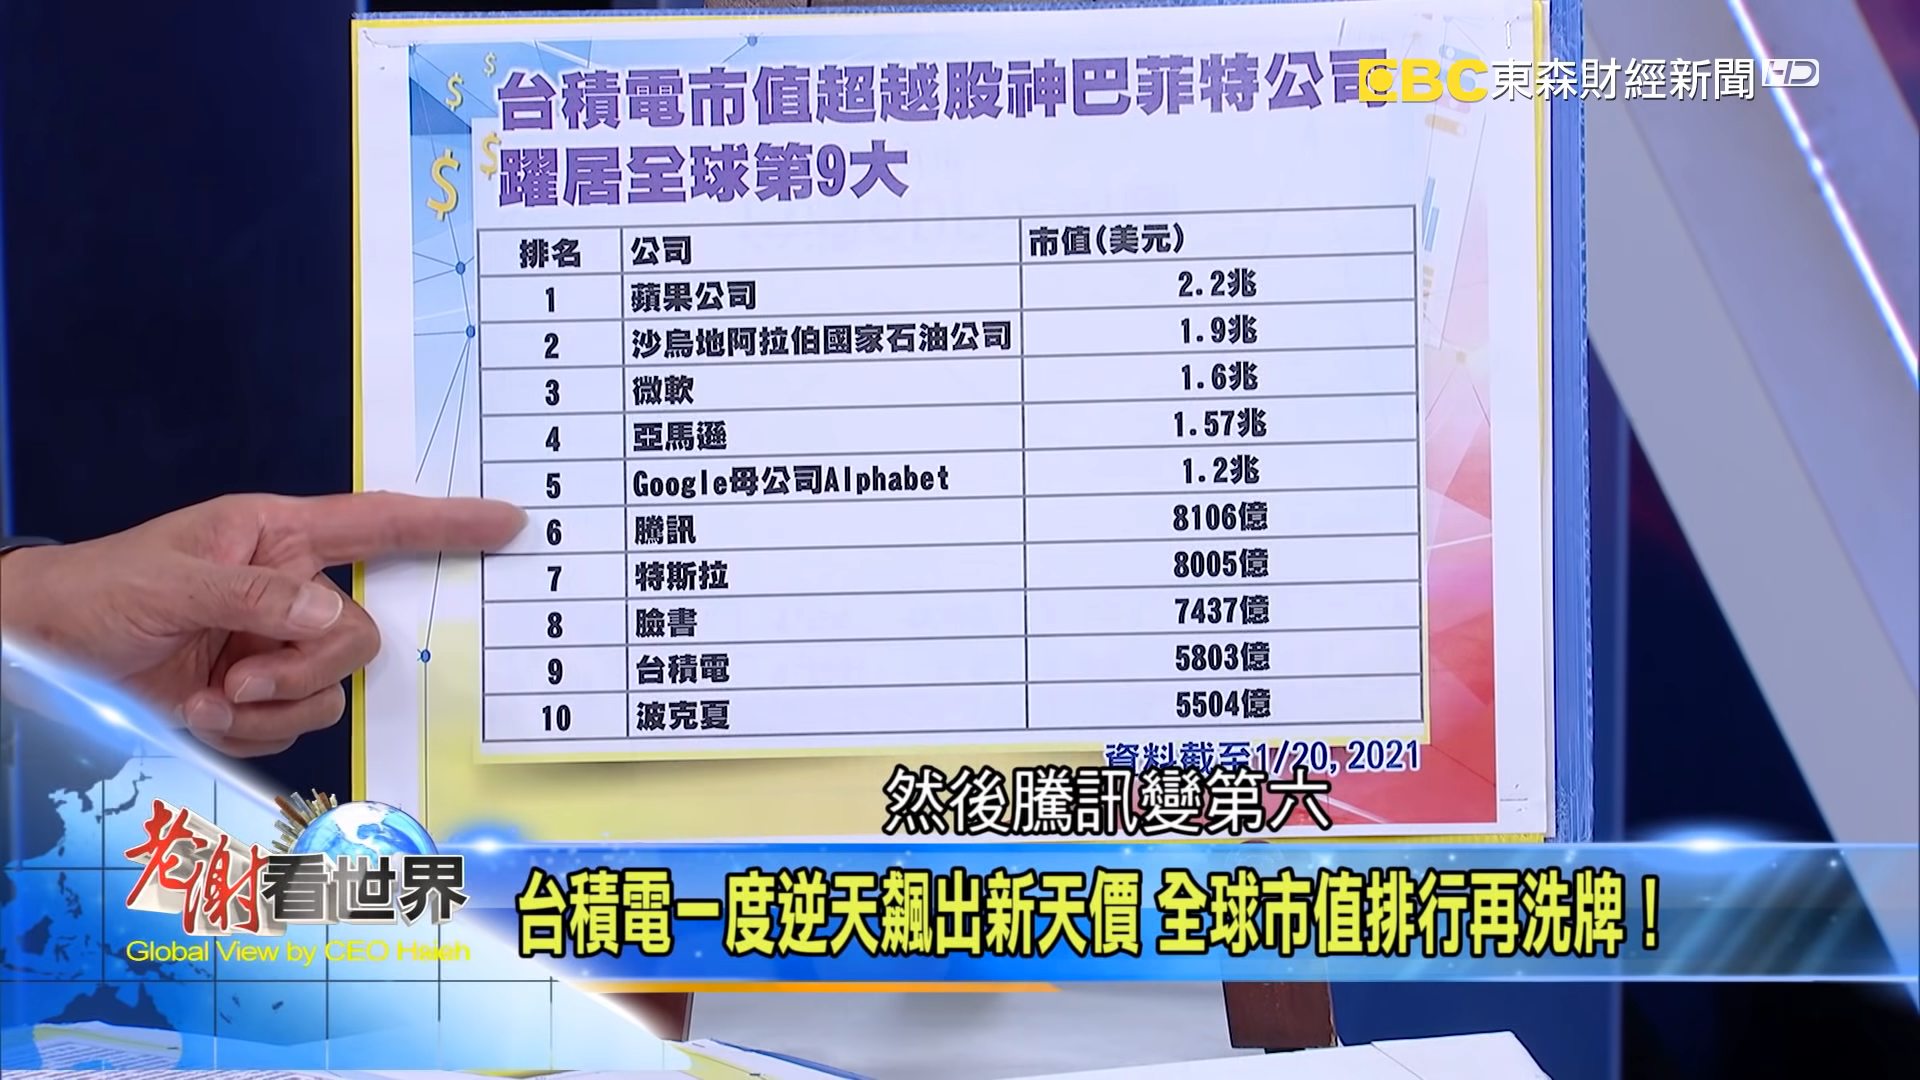 台積電市值超越股神巴菲特公司
EBC 東森財經新聞 HD
躍居全球第9大
排名 公司 市值(美元)
1 蘋果公司 2.2兆
2 沙烏地阿拉伯國家石油公司 1.9兆
3 微軟 1.6兆
4 亞馬遜 1.57兆
5 Google母公司Alphabet 1.2兆
6 騰訊 8106億
7 特斯拉 8005億
8 臉書 7437億
9 台積電 5803億
10 波克夏 5504億
資料截至1/20,2021
然後騰訊變第六
老謝看世界
Global View by CEO Hsieh
台積電一度逆天飆出新天價 全球市值排行再洗牌！